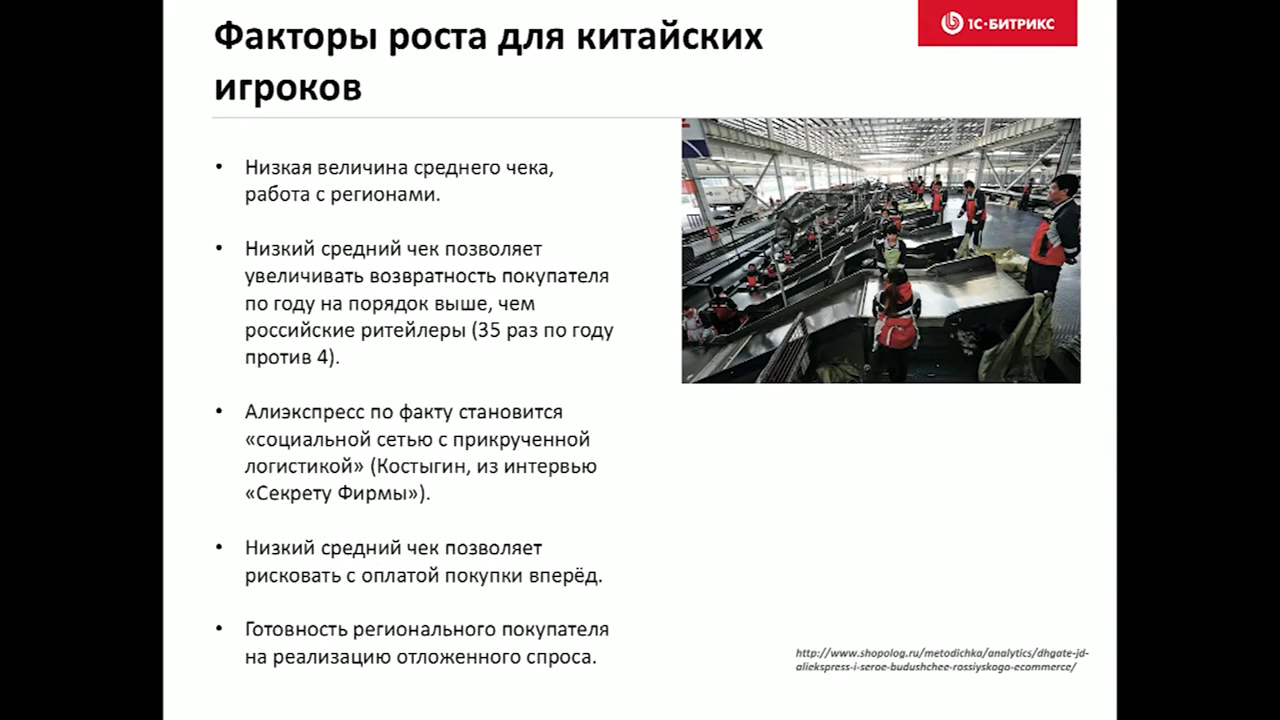 Факторы роста для китайских
игроков
1С·БИТРИКС
• Низкая величина среднего чека,
работа с регионами.
• Низкий средний чек позволяет
увеличивать возвратность покупателя
по году на порядок выше, чем
российские ритейлеры (35 раз по году
против 4).
• Алиэкспресс по факту становится
«социальной сетью с прикрученной
логистикой» (Костыгин, из интервью
«Секрету Фирмы»).
• Низкий средний чек позволяет
рисковать с оплатой покупки вперёд.
• Готовность регионального покупателя
на реализацию отложенного спроса.
http://www.shopolog.ru/metodichka/analytics/dhgate-jd-
aliekspress-i-seroe-budushchee-rossiyskogo-ecommerce/